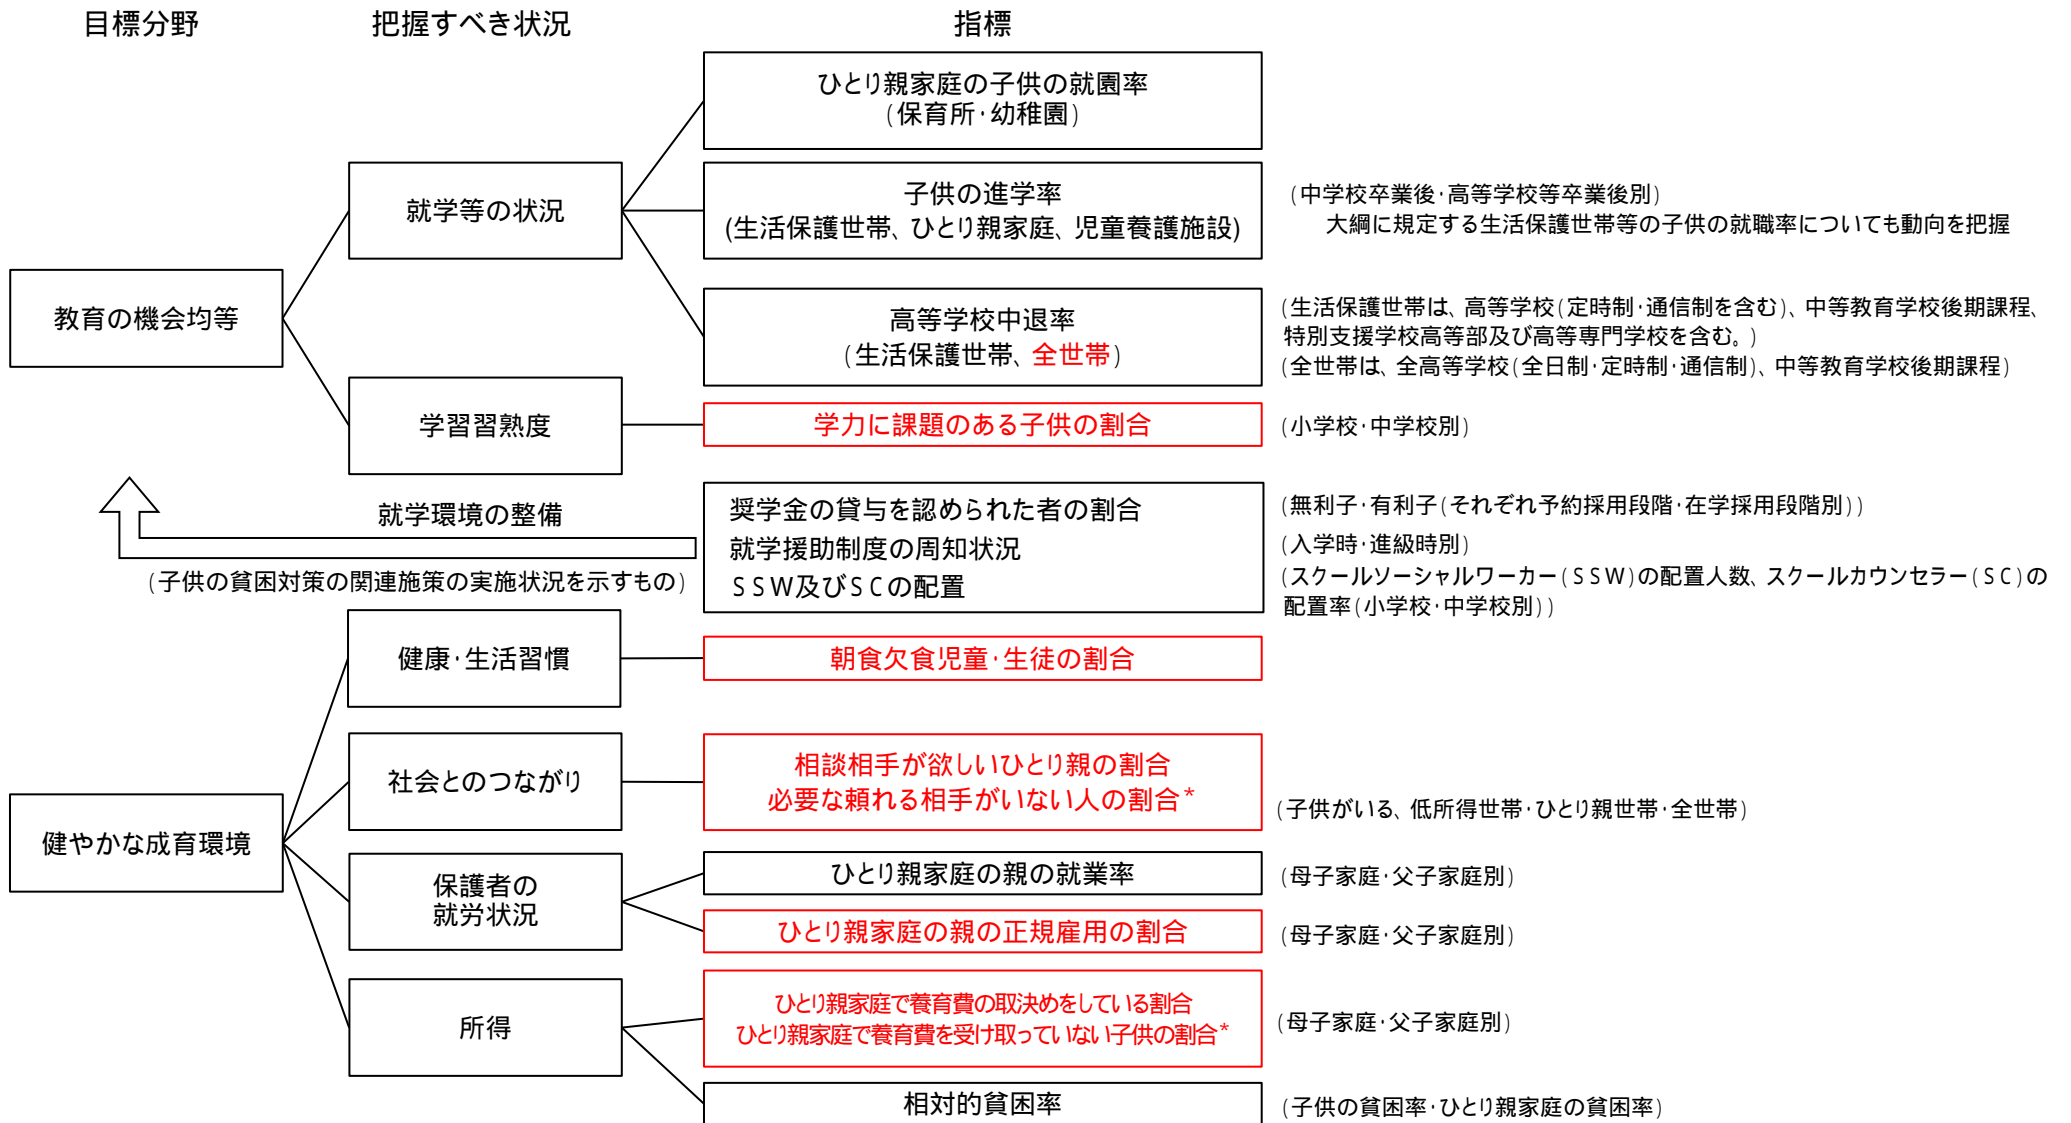 目標分野
把握すべき状況
指標
ひとり親家庭の子供の就園率
(保育所･幼稚園)
就学等の状況
子供の進学率
(生活保護世帯、ひとり親家庭、児童養護施設)
(中学校卒業後･高等学校等卒業後別)
大綱に規定する生活保護世帯等の子供の就職率についても動向を把握
教育の機会均等
高等学校中退率
(生活保護世帯、全世帯)
(生活保護世帯は、高等学校(定時制･通信制を含む)、中等教育学校後期課程、
特別支援学校高等部及び高等専門学校を含む。)
(全世帯は、全高等学校(全日制･定時制･通信制)、中等教育学校後期課程)
学習習熟度
学力に課題のある子供の割合
(小学校･中学校別)
就学環境の整備
(子供の貧困対策の関連施策の実施状況を示すもの)
奨学金の貸与を認められた者の割合
就学援助制度の周知状況
SSW及びSCの配置
(無利子･有利子(それぞれ予約採用段階･在学採用段階別))
(入学時･進級時別)
(スクールソーシャルワーカー(SSW)の配置人数、スクールカウンセラー(SC)の
配置率(小学校･中学校別))
健康･生活習慣
朝食欠食児童･生徒の割合
社会とのつながり
相談相手が欲しいひとり親の割合
必要な頼れる相手がいない人の割合*
(子供がいる、低所得世帯･ひとり親世帯･全世帯)
健やかな成育環境
保護者の
就労状況
ひとり親家庭の親の就業率
(母子家庭･父子家庭別)
ひとり親家庭の親の正規雇用の割合
(母子家庭･父子家庭別)
所得
ひとり親家庭で養育費の取決めをしている割合
ひとり親家庭で養育費を受け取っていない子供の割合*
(母子家庭･父子家庭別)
相対的貧困率
(子供の貧困率･ひとり親家庭の貧困率)